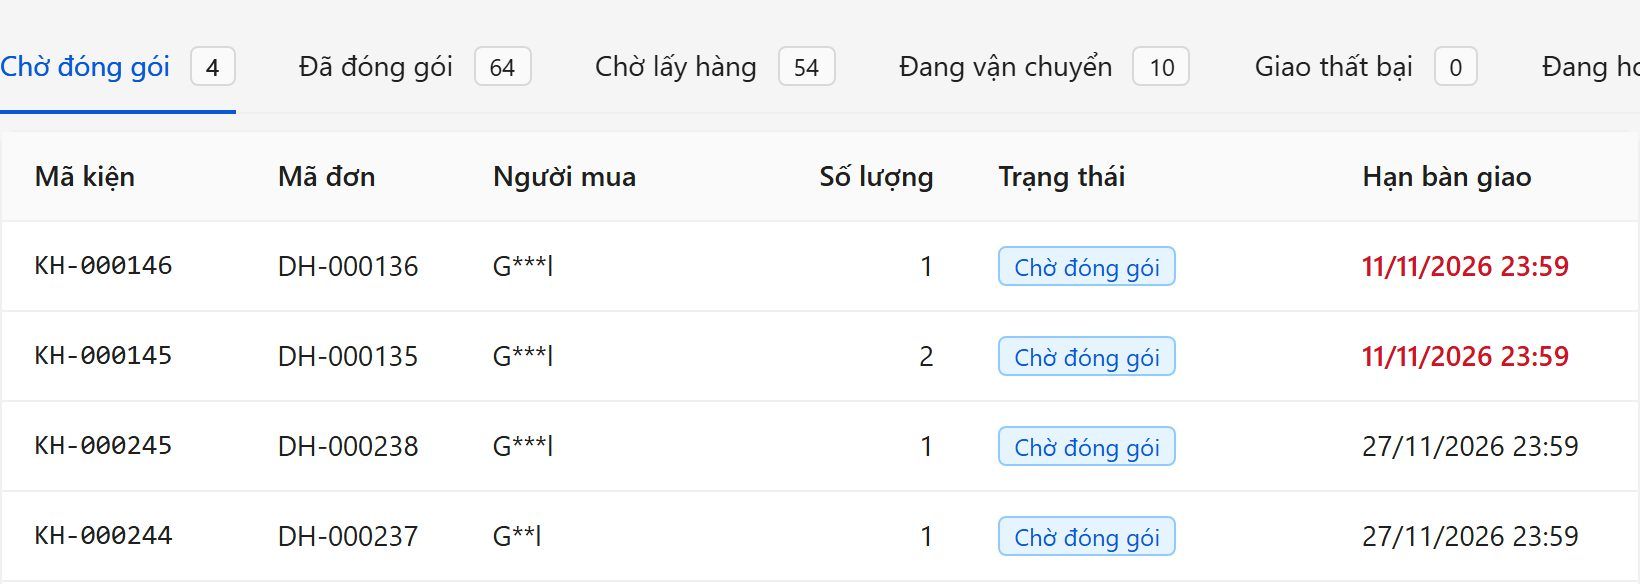 Chờ đóng gói 4 Đã đóng gói 64 Chờ lấy hàng 54 Đang vận chuyển 10 Giao thất bại 0 Đang
Mã kiện Mã đơn Người mua Số lượng Trạng thái Hạn bàn giao
KH-000146 DH-000136 G***l 1 Chờ đóng gói 11/11/2026 23:59
KH-000145 DH-000135 G***l 2 Chờ đóng gói 11/11/2026 23:59
KH-000245 DH-000238 G***l 1 Chờ đóng gói 27/11/2026 23:59
KH-000244 DH-000237 G**l 1 Chờ đóng gói 27/11/2026 23:59